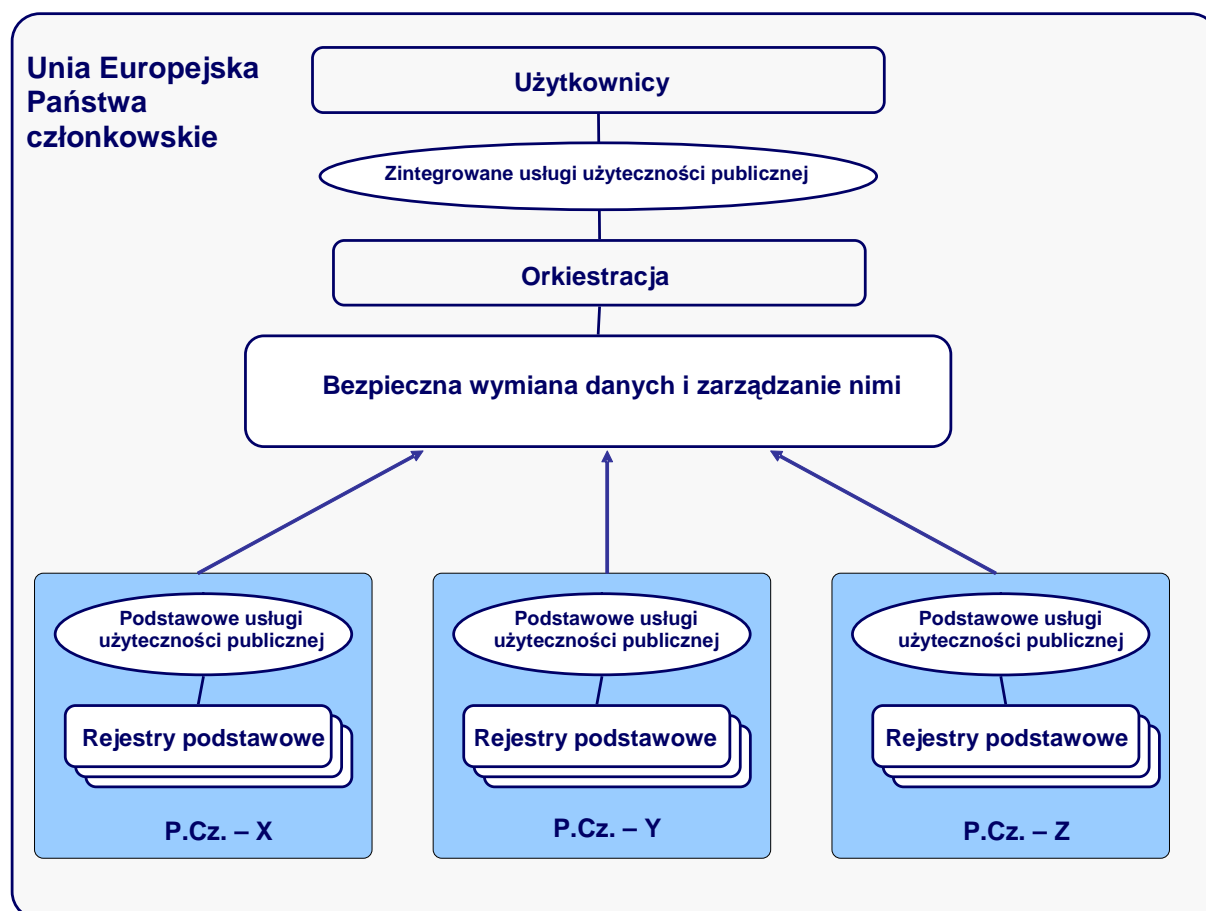 Unia Europejska
Państwa
członkowskie
Użytkownicy
Zintegrowane usługi użyteczności publicznej
Orkiestracja
Bezpieczna wymiana danych i zarządzanie nimi
Podstawowe usługi
użyteczności publicznej
Rejestry podstawowe
P.Cz. – X
Podstawowe usługi
użyteczności publicznej
Rejestry podstawowe
P.Cz. – Y
Podstawowe usługi
użyteczności publicznej
Rejestry podstawowe
P.Cz. – Z